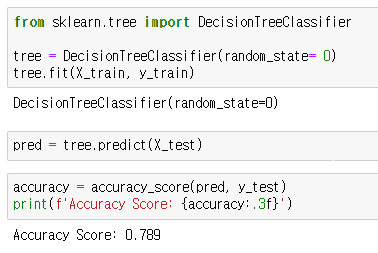 from sklearn.tree import DecisionTreeClassifier
tree = DecisionTreeClassifier(random_state= 0)
tree.fit(X_train, y_train)
DecisionTreeClassifier(random_state=0)
pred = tree.predict(X_test)
accuracy = accuracy_score(pred, y_test)
print(f'Accuracy Score: {accuracy:.3f}')
Accuracy Score: 0.789